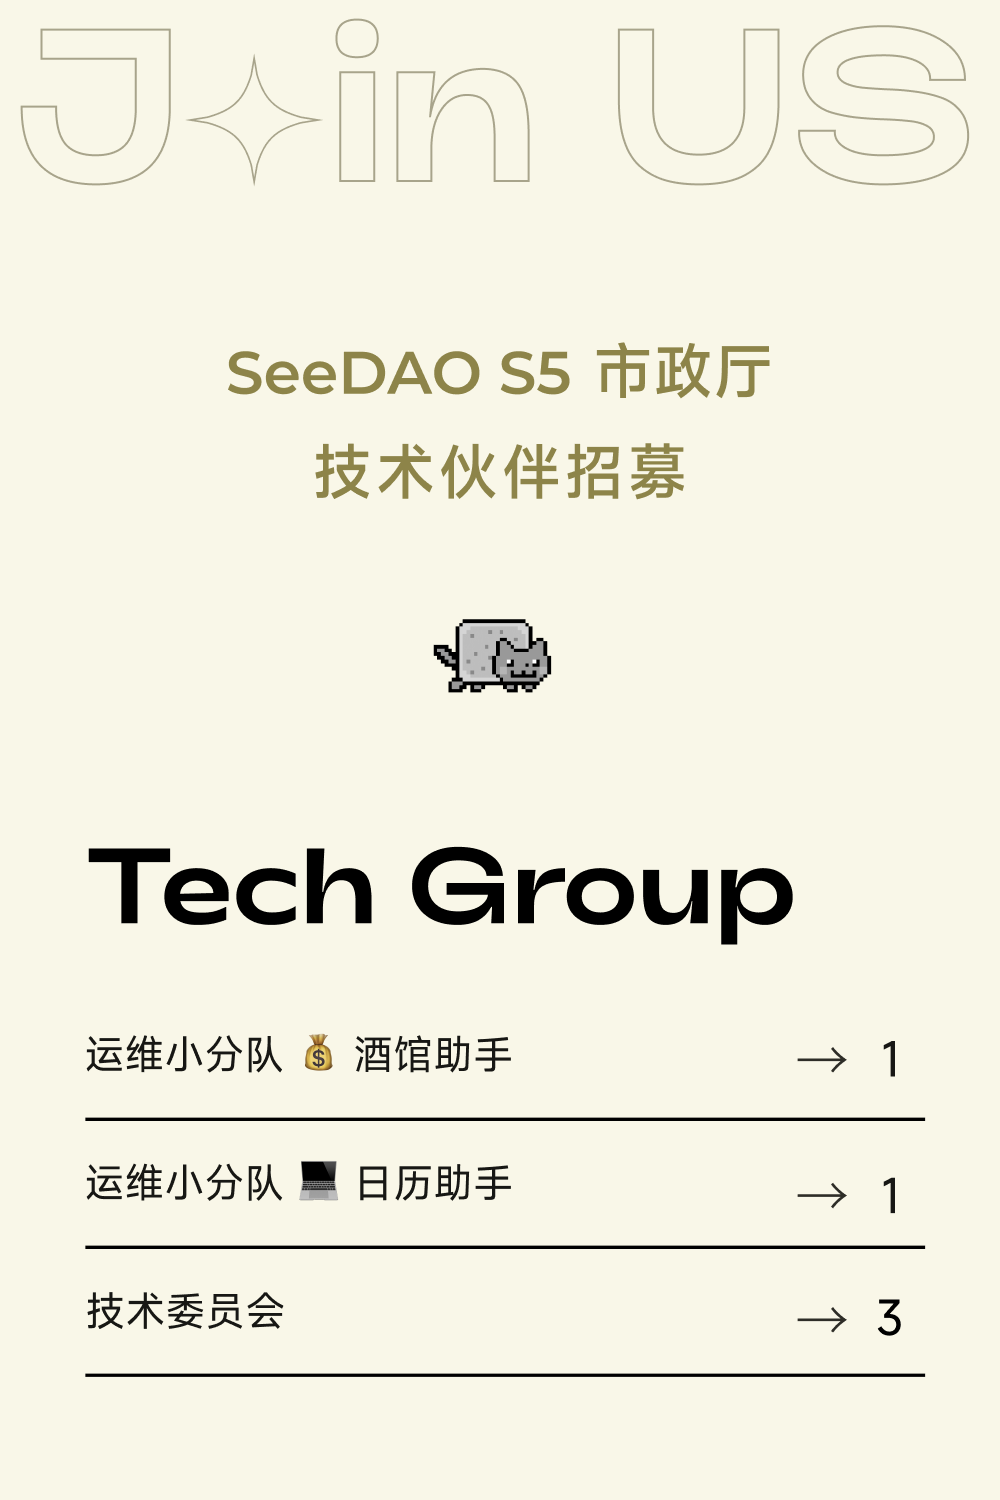 J✦in US
SeeDAO S5 市政厅
技术伙伴招募
Tech Group
运维小分队 💰 酒馆助手 → 1
运维小分队 💻 日历助手 → 1
技术委员会 → 3